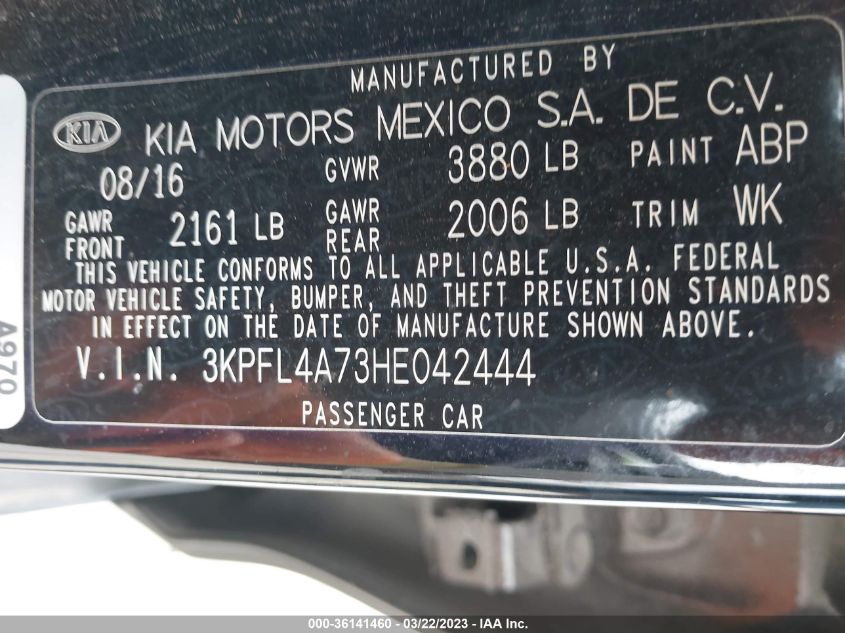 MANUFACTURED BY
KIA KIA MOTORS MEXICO S.A. DE C.V.
08/16 GVWR 3880 LB PAINT ABP
GAWR FRONT 2161 LB GAWR REAR 2006 LB TRIM WK
THIS VEHICLE CONFORMS TO ALL APPLICABLE U.S.A. FEDERAL
MOTOR VEHICLE SAFETY, BUMPER, AND THEFT PREVENTION STANDARDS
IN EFFECT ON THE DATE OF MANUFACTURE SHOWN ABOVE.
V.I.N. 3KPFL4A73HE042444
PASSENGER CAR
A970
000-36141460 - 03/22/2023 - IAA Inc.